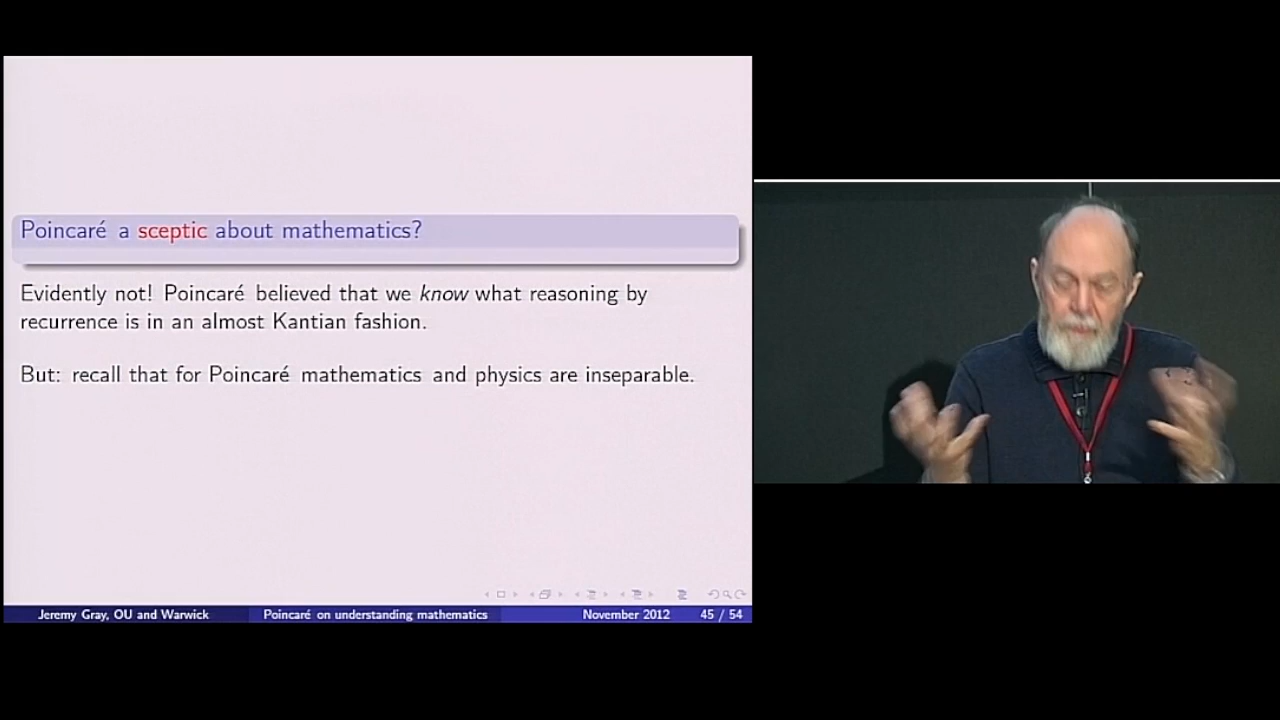 Poincaré a sceptic about mathematics?
Evidently not! Poincaré believed that we know what reasoning by
recurrence is in an almost Kantian fashion.
But: recall that for Poincaré mathematics and physics are inseparable.
Jeremy Gray, OU and Warwick Poincaré on understanding mathematics November 2012 45 / 54